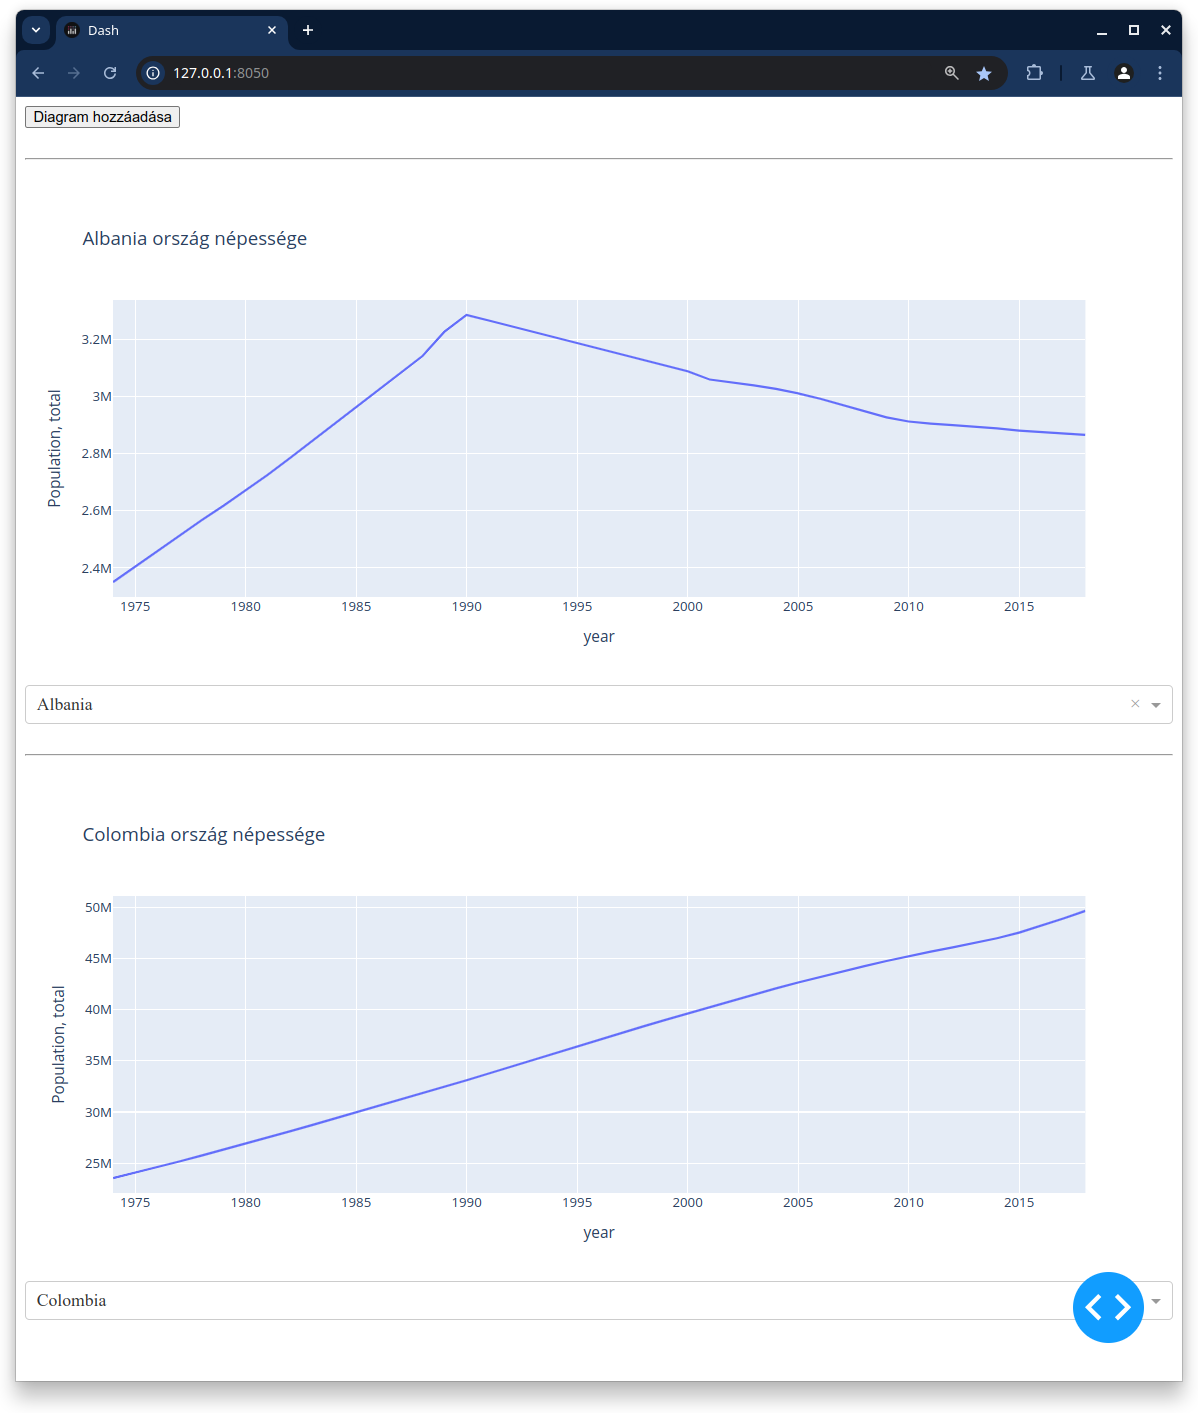 Dash
127.0.0.1:8050
Diagram hozzáadása
Albania ország népessége
3.2M
3M
2.8M
2.6M
2.4M
Population, total
1975 1980 1985 1990 1995 2000 2005 2010 2015
year
Albania
Colombia ország népessége
50M
45M
40M
35M
30M
25M
Population, total
1975 1980 1985 1990 1995 2000 2005 2010 2015
year
Colombia